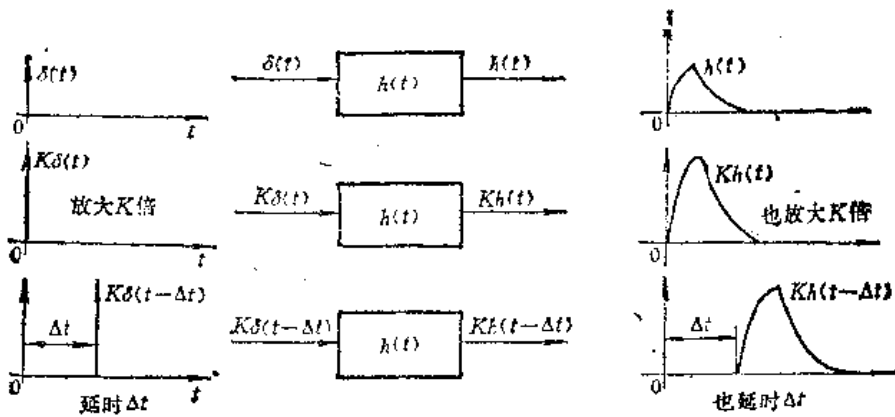 δ(t)
0
t
δ(t)
h(t)
h(t)
h(t)
0
Kδ(t)
放大K倍
0
t
Kδ(t)
h(t)
Kh(t)
Kh(t)
也放大K倍
0
Kδ(t-Δt)
Δt
0
t
延时Δt
Kδ(t-Δt)
h(t)
Kh(t-Δt)
Kh(t-Δt)
Δt
0
也延时Δt